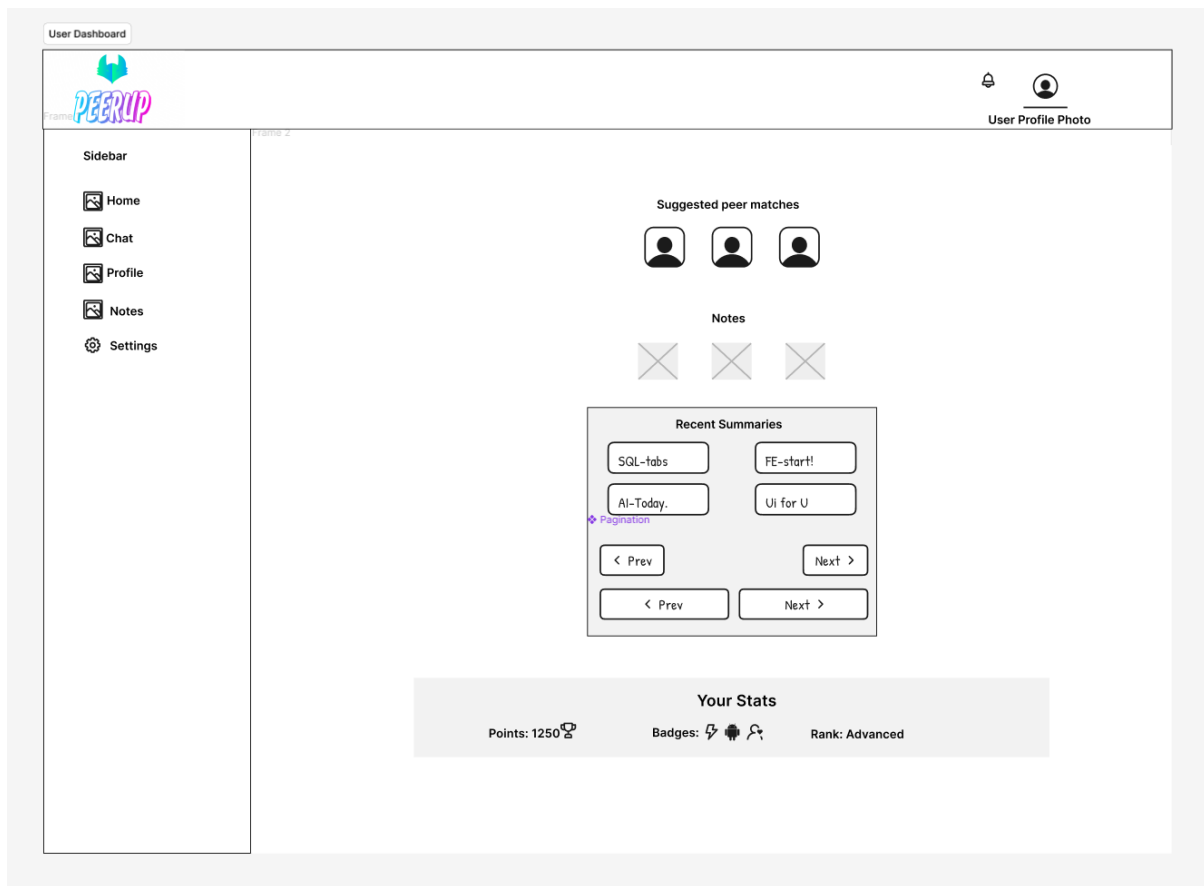 User Dashboard
PEERUP
Frame
User Profile Photo
Frame 2
Sidebar
Home
Chat
Profile
Notes
Settings
Suggested peer matches
Notes
Recent Summaries
SQL-tabs
FE-start!
AI-Today.
Ui for U
Pagination
< Prev
Next >
< Prev
Next >
Your Stats
Points: 1250
Badges:
Rank: Advanced